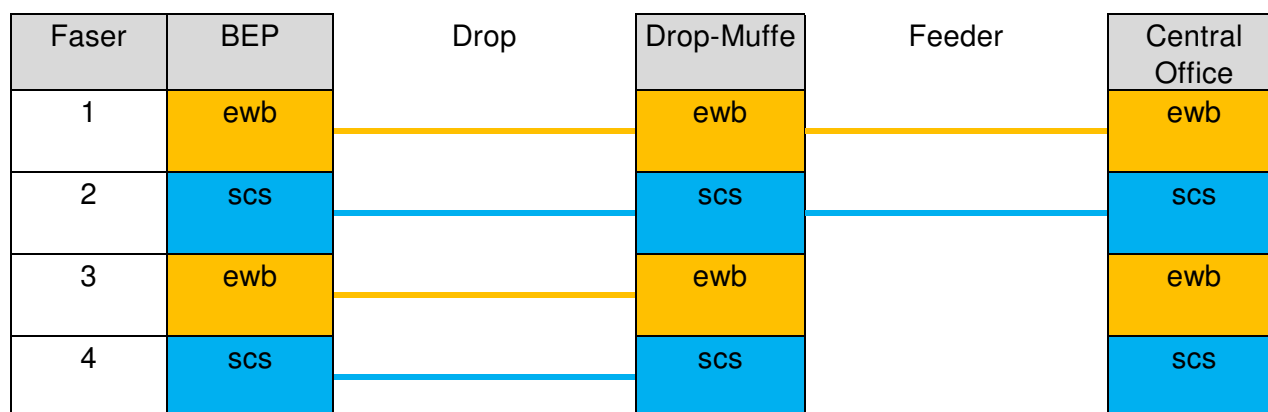 Faser BEP Drop Drop-Muffe Feeder Central
Office
1 ewb ewb ewb
2 scs scs scs
3 ewb ewb ewb
4 scs scs scs